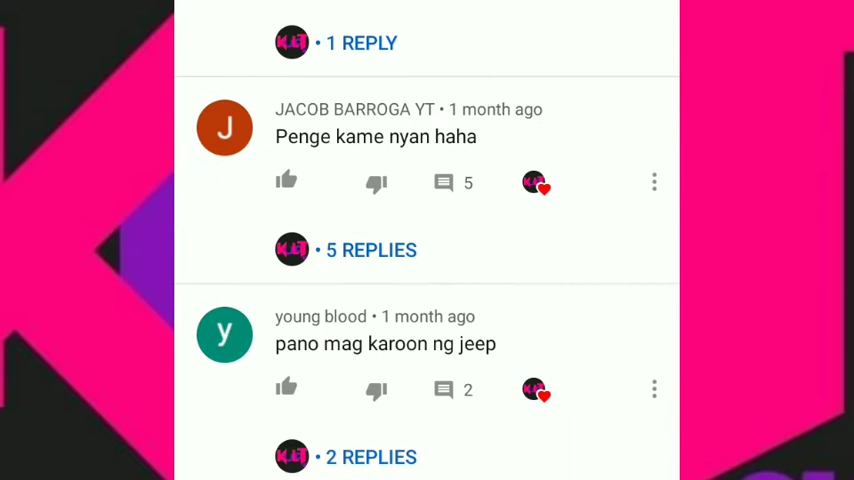 • 1 REPLY
J
JACOB BARROGA YT • 1 month ago
Penge kame nyan haha
5
• 5 REPLIES
y
young blood • 1 month ago
pano mag karoon ng jeep
2
• 2 REPLIES